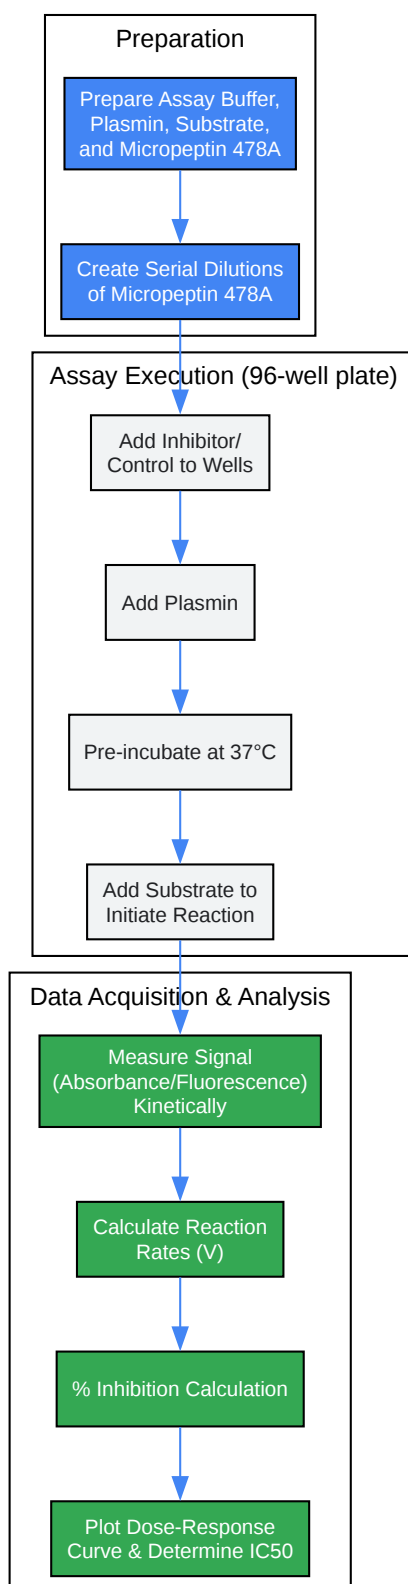 Preparation
Prepare Assay Buffer,
Plasmin, Substrate,
and Micropeptin 478A
Create Serial Dilutions
of Micropeptin 478A
Assay Execution (96-well plate)
Add Inhibitor/
Control to Wells
Add Plasmin
Pre-incubate at 37°C
Add Substrate to
Initiate Reaction
Data Acquisition & Analysis
Measure Signal
(Absorbance/Fluorescence)
Kinetically
Calculate Reaction
Rates (V)
% Inhibition Calculation
Plot Dose-Response
Curve & Determine IC50